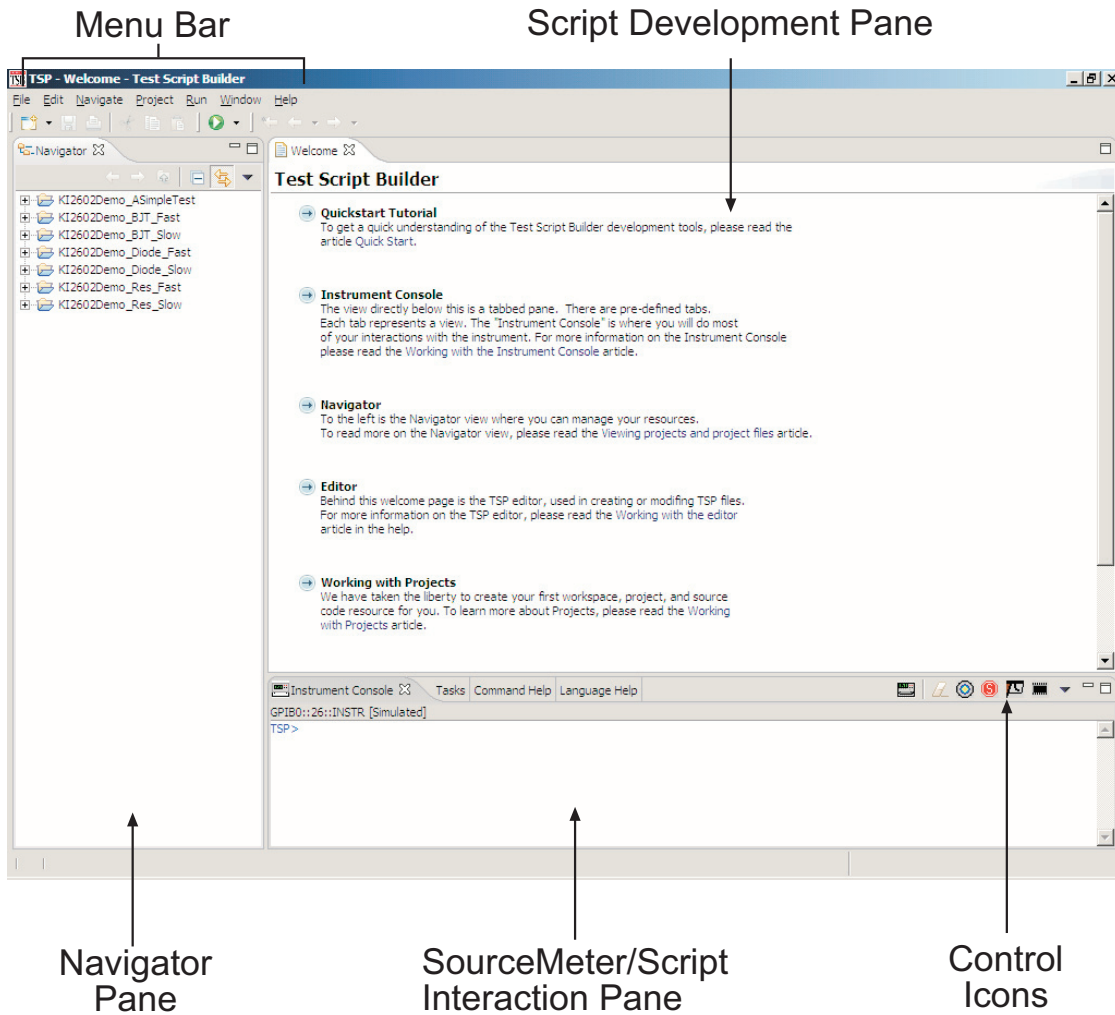 Menu Bar
Script Development Pane
TSP - Welcome - Test Script Builder
File Edit Navigate Project Run Window Help
Navigator
Welcome
Test Script Builder
KI2602Demo_ASimpleTest
KI2602Demo_BJT_Fast
KI2602Demo_BJT_Slow
KI2602Demo_Diode_Fast
KI2602Demo_Diode_Slow
KI2602Demo_Res_Fast
KI2602Demo_Res_Slow
Quickstart Tutorial
To get a quick understanding of the Test Script Builder development tools, please read the
article Quick Start.
Instrument Console
The view directly below this is a tabbed pane. There are pre-defined tabs.
Each tab represents a view. The "Instrument Console" is where you will do most
of your interactions with the instrument. For more information on the Instrument Console
please read the Working with the Instrument Console article.
Navigator
To the left is the Navigator view where you can manage your resources.
To read more on the Navigator view, please read the Viewing projects and project files article.
Editor
Behind this welcome page is the TSP editor, used in creating or modifing TSP files.
For more information on the TSP editor, please read the Working with the editor
article in the help.
Working with Projects
We have taken the liberty to create your first workspace, project, and source
code resource for you. To learn more about Projects, please read the Working
with Projects article.
Instrument Console Tasks Command Help Language Help
GPIB0::26::INSTR [Simulated]
TSP>
Navigator
Pane
SourceMeter/Script
Interaction Pane
Control
Icons